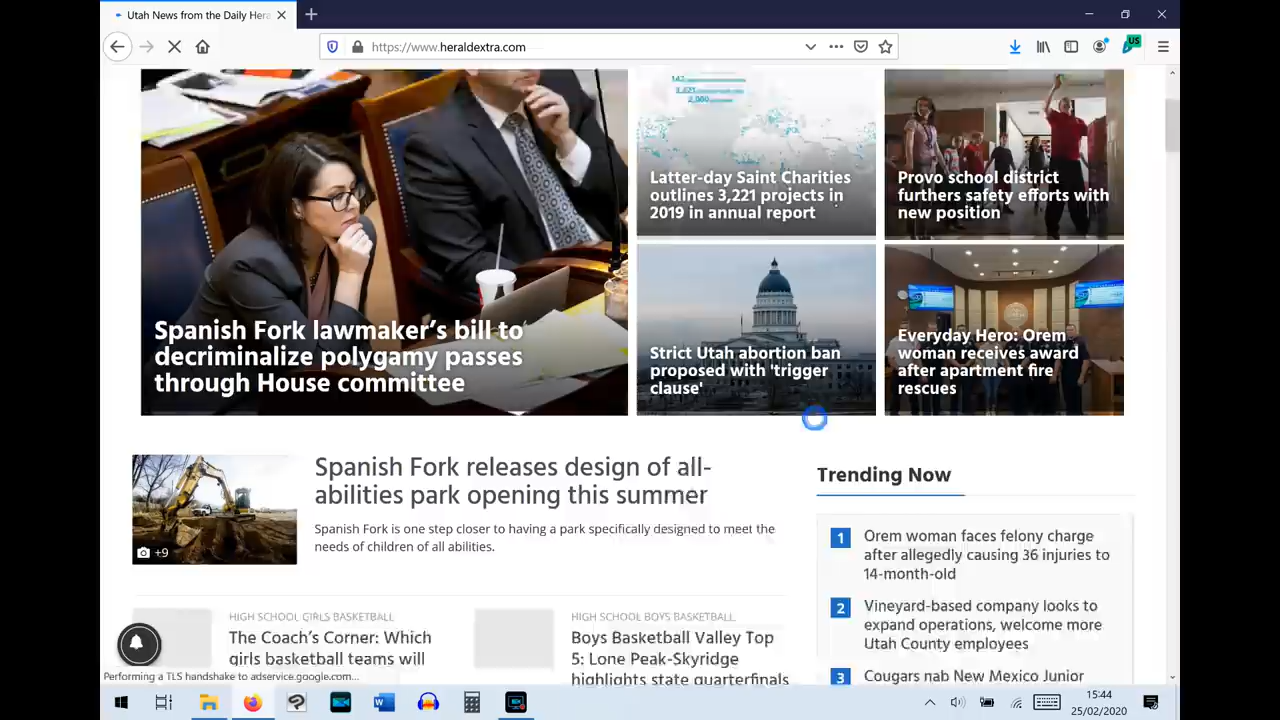 Utah News from the Daily Hera
https://www.heraldextra.com
US
Spanish Fork lawmaker’s bill to
decriminalize polygamy passes
through House committee
142
3,221
2,000
Latter-day Saint Charities
outlines 3,221 projects in
2019 in annual report
Provo school district
furthers safety efforts with
new position
Strict Utah abortion ban
proposed with 'trigger
clause'
Everyday Hero: Orem
woman receives award
after apartment fire
rescues
+9
Spanish Fork releases design of all-
abilities park opening this summer
Spanish Fork is one step closer to having a park specifically designed to meet the
needs of children of all abilities.
Trending Now
1
Orem woman faces felony charge
after allegedly causing 36 injuries to
14-month-old
2
Vineyard-based company looks to
expand operations, welcome more
Utah County employees
3
Cougars nab New Mexico Junior
HIGH SCHOOL GIRLS BASKETBALL
The Coach’s Corner: Which
girls basketball teams will
HIGH SCHOOL BOYS BASKETBALL
Boys Basketball Valley Top
5: Lone Peak-Skyridge
highlights state quarterfinals
Performing a TLS handshake to adservice.google.com...
15:44
25/02/2020